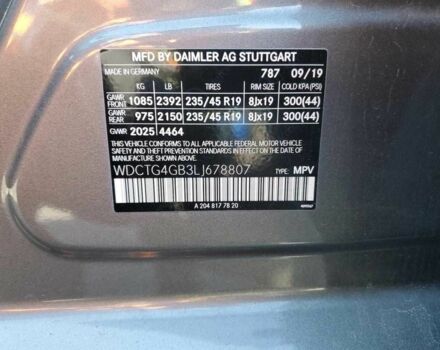 MFD BY DAIMLER AG STUTTGART
MADE IN GERMANY 787 09/19
KG LB TIRES RIM SIZE COLD KPA (PSI)
GAWR FRONT 1085 2392 235/45 R19 8Jx19 300(44)
GAWR REAR 975 2150 235/45 R19 8Jx19 300(44)
GVWR 2025 4464
THIS VEHICLE CONFORMS TO ALL
APPLICABLE FEDERAL MOTOR VEHICLE
SAFETY STANDARDS IN EFFECT ON THE
DATE OF MANUFACTURE SHOWN ABOVE.
WDCTG4GB3LJ678807 TYPE: MPV
A 204 817 78 20